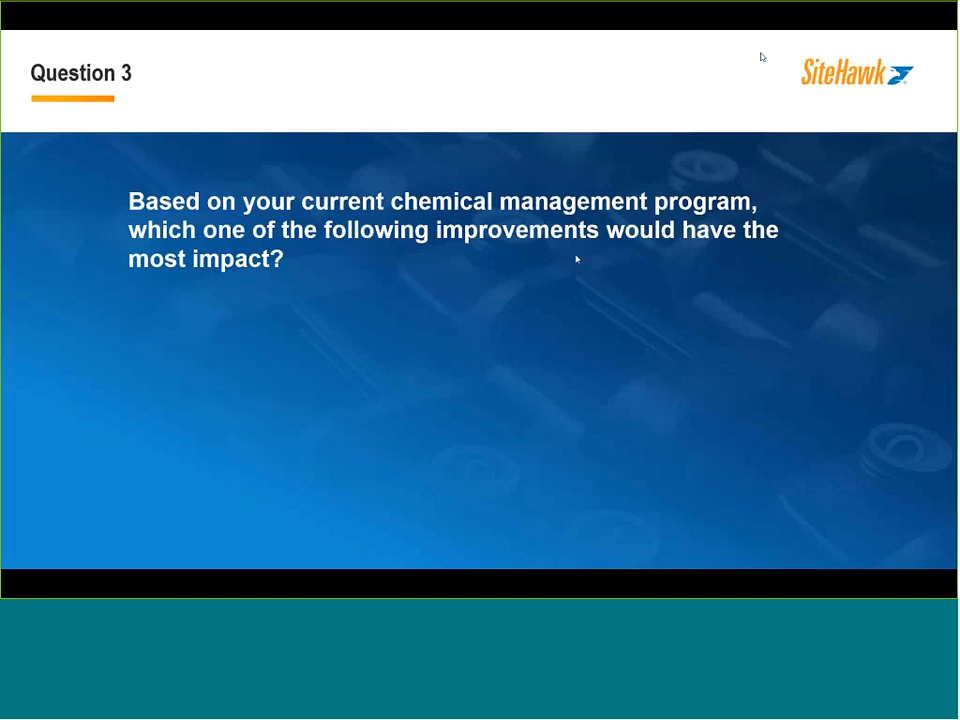 Question 3
SiteHawk
Based on your current chemical management program,
which one of the following improvements would have the
most impact?